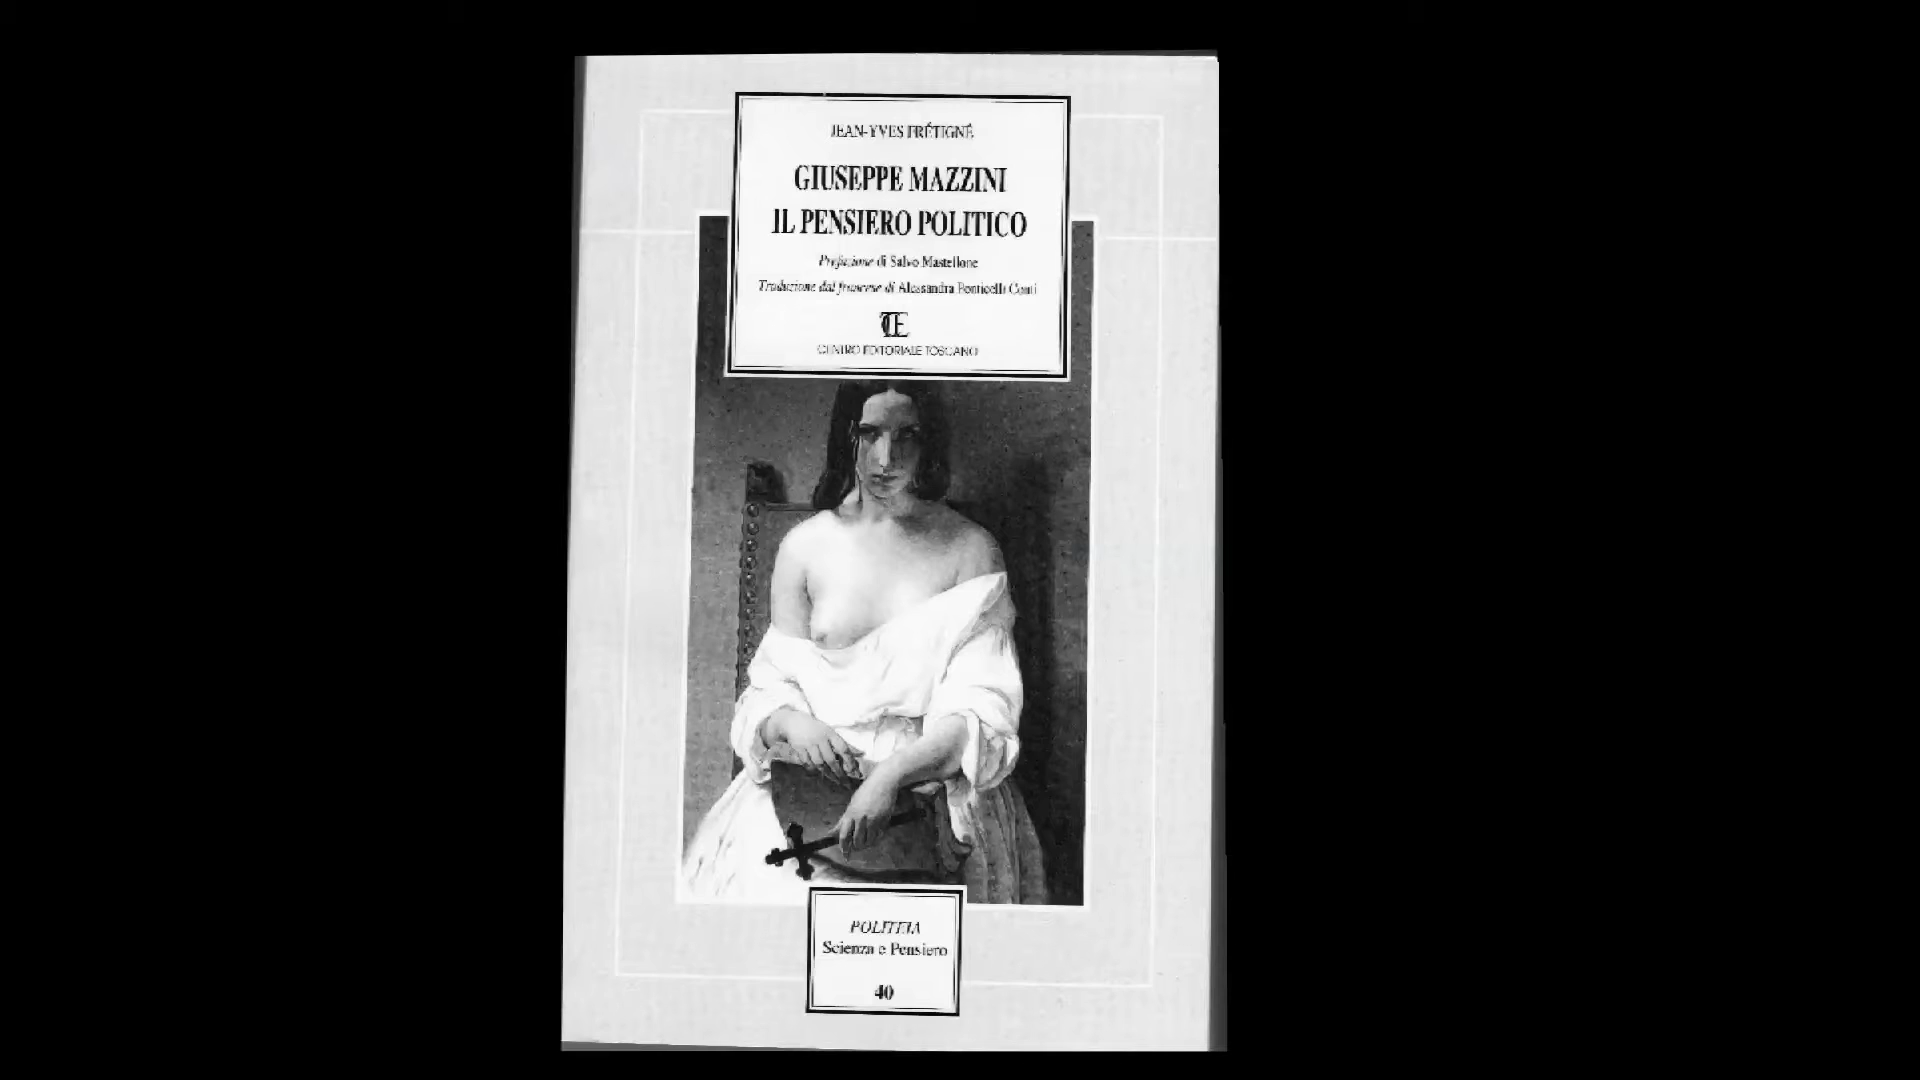 JEAN-YVES FRÉTIGNÉ
GIUSEPPE MAZZINI
IL PENSIERO POLITICO
Prefazione di Salvo Mastellone
Traduzione dal francese di Alessandra Ponticelli Conti
CENTRO EDITORIALE TOSCANO
POLITEIA
Scienza e Pensiero
40